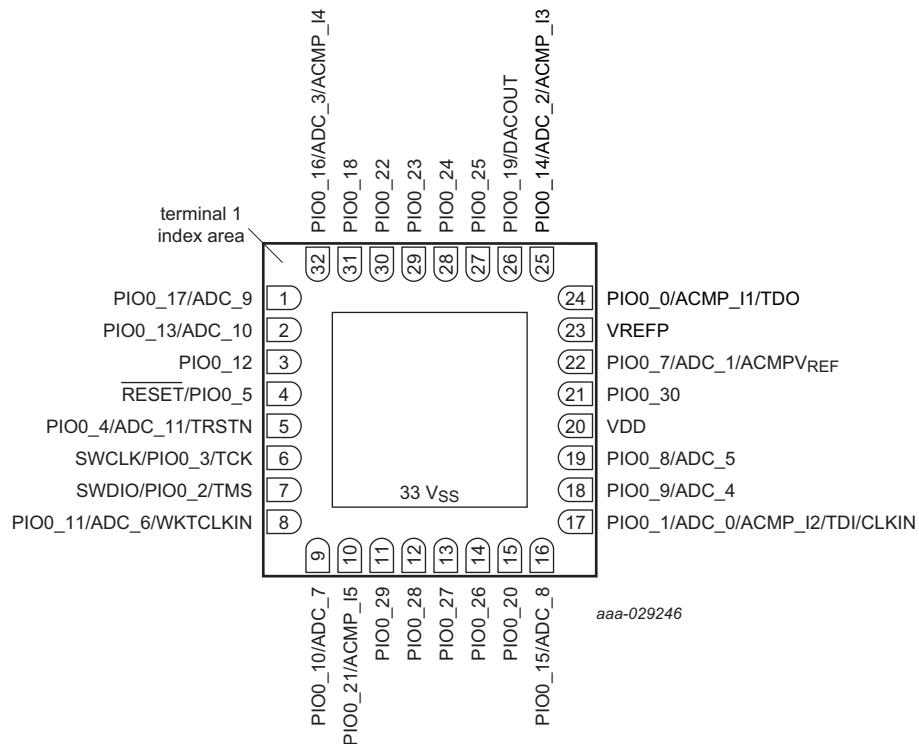 PIO0_16/ADC_3/ACMP_I4
PIO0_18
PIO0_22
PIO0_23
PIO0_24
PIO0_25
PIO0_19/DACOUT
PIO0_14/ADC_2/ACMP_I3
terminal 1
index area
32 31 30 29 28 27 26 25
PIO0_17/ADC_9 1
PIO0_13/ADC_10 2
PIO0_12 3
RESET/PIO0_5 4
PIO0_4/ADC_11/TRSTN 5
SWCLK/PIO0_3/TCK 6
SWDIO/PIO0_2/TMS 7
PIO0_11/ADC_6/WKTCLKIN 8
24 PIO0_0/ACMP_I1/TDO
23 VREFP
22 PIO0_7/ADC_1/ACMPVREF
21 PIO0_30
20 VDD
19 PIO0_8/ADC_5
18 PIO0_9/ADC_4
17 PIO0_1/ADC_0/ACMP_I2/TDI/CLKIN
33 VSS
9 10 11 12 13 14 15 16
PIO0_10/ADC_7
PIO0_21/ACMP_I5
PIO0_29
PIO0_28
PIO0_27
PIO0_26
PIO0_20
PIO0_15/ADC_8
aaa-029246